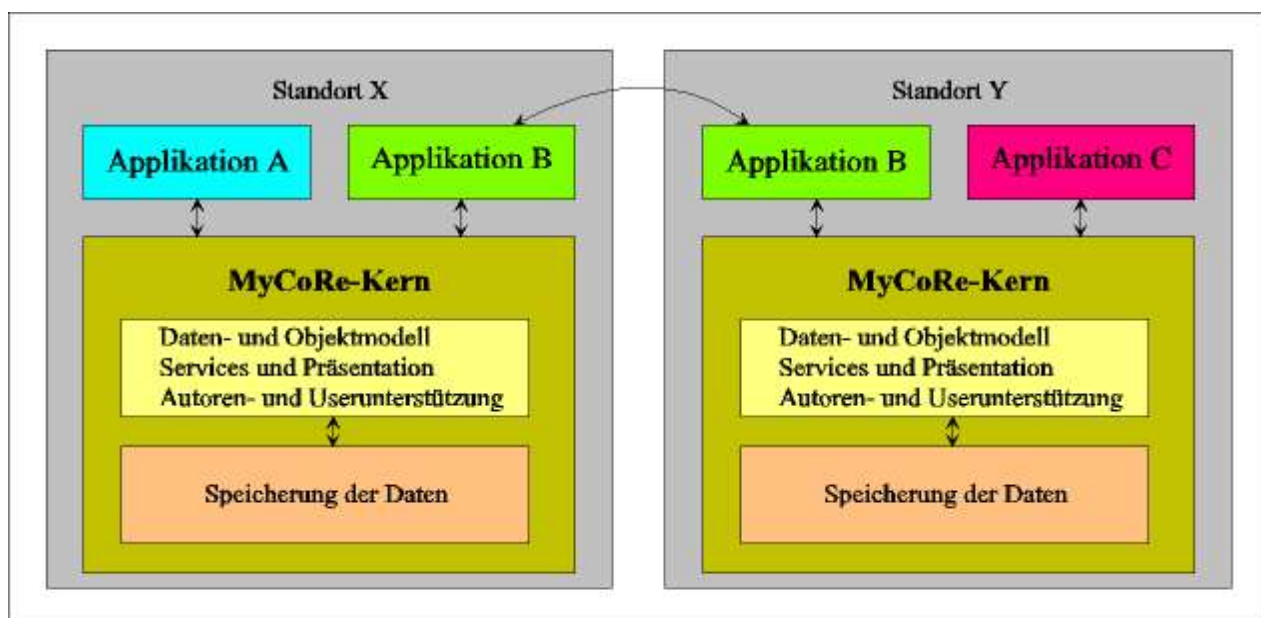 Standort X
Applikation A
Applikation B
MyCoRe-Kern
Daten- und Objektmodell
Services und Präsentation
Autoren- und Userunterstützung
Speicherung der Daten
Standort Y
Applikation B
Applikation C
MyCoRe-Kern
Daten- und Objektmodell
Services und Präsentation
Autoren- und Userunterstützung
Speicherung der Daten